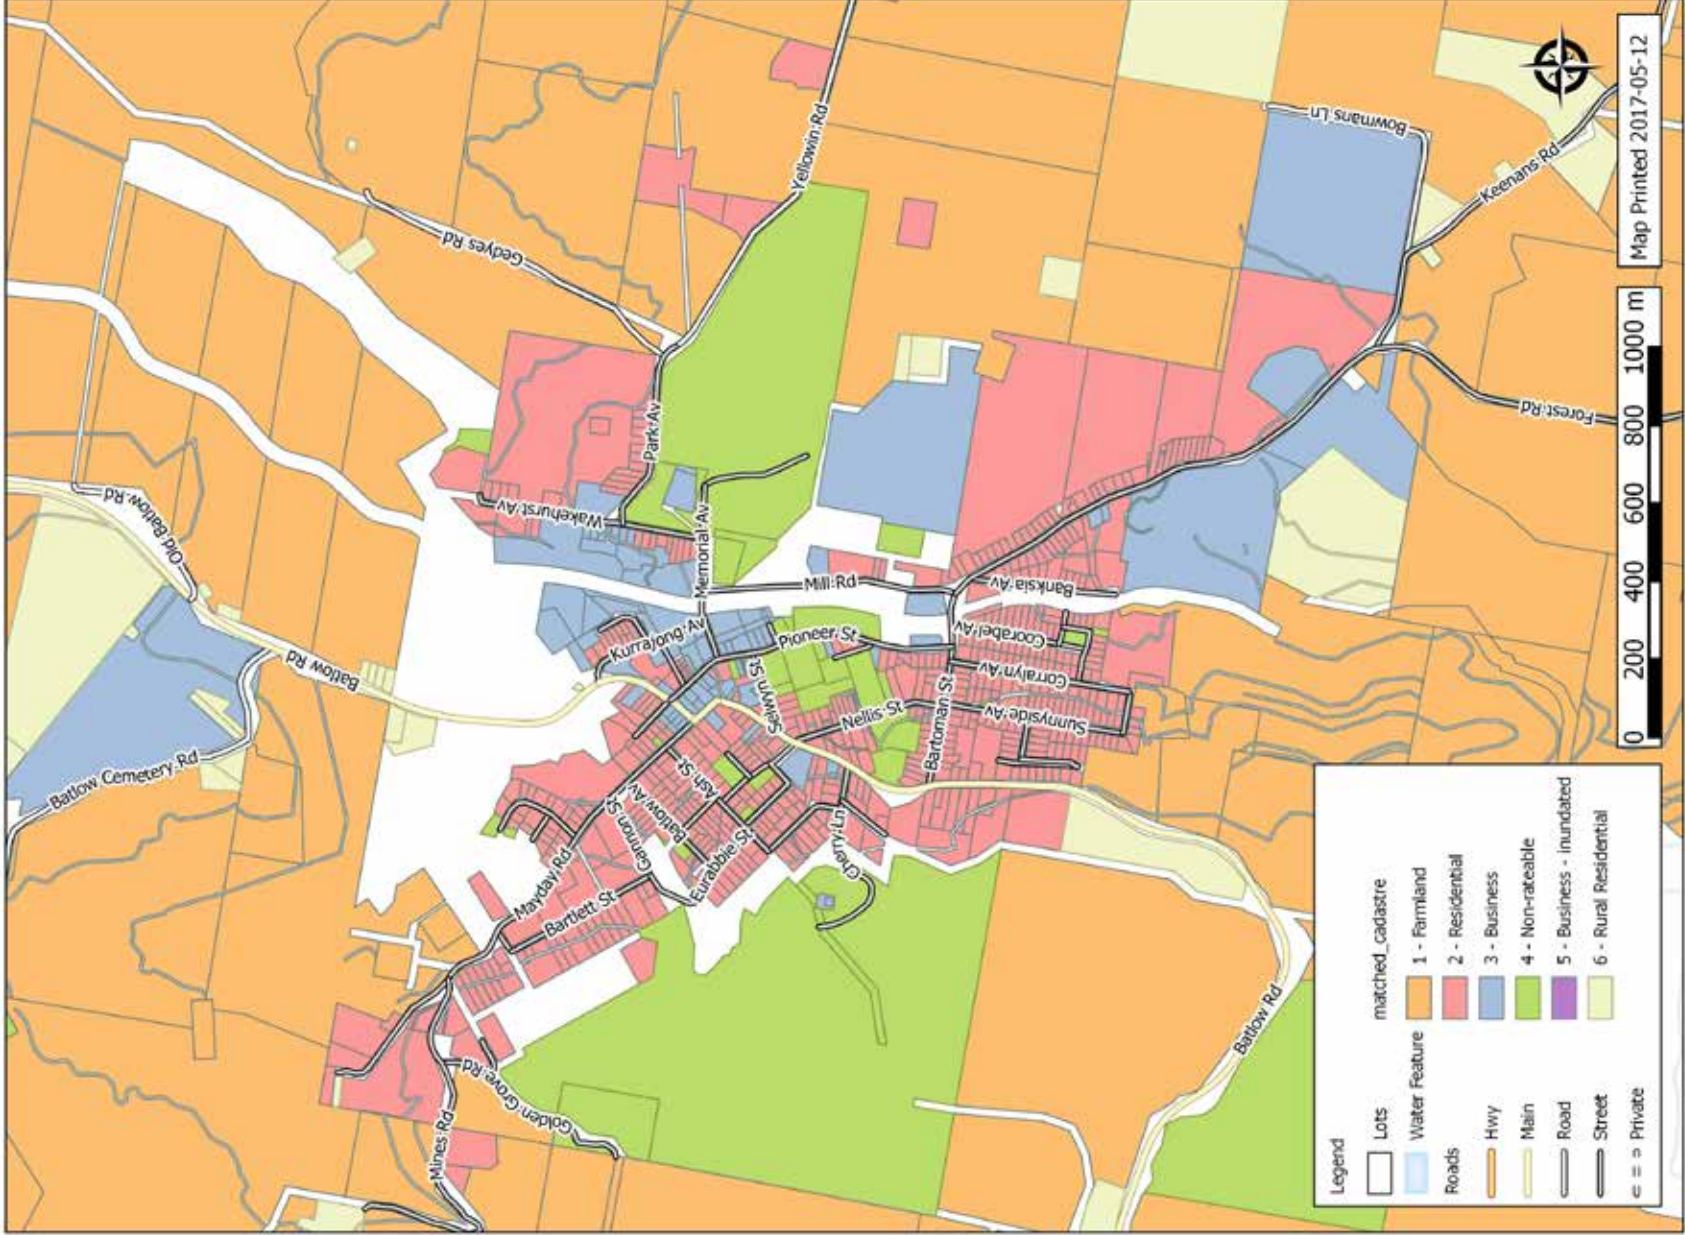 Map Printed 2017-05-12
Bowmans Ln
Keenans Rd
Yellowin Rd
Gedyes Rd
Forest Rd
Park Av
Wakehurst Av
Memorial Av
Old Batlow Rd
Mill Rd
Banksia Av
Batlow Rd
Kurrajong Av
Pioneer St
Coorabel Av
Corralyn Av
Selwyn St
Nellis St
Bartoman St
Sunnyside Av
Batlow Cemetery Rd
Ash St
Batlow Av
Gannon St
Eurabbie St
Cherry Ln
Mayday Rd
Bartlett St
Batlow Rd
Golden Grove Rd
Mines Rd
0 200 400 600 800 1000 m
Legend
Lots
Water Feature
Roads
Hwy
Main
Road
Street
Private
matched_cadastre
1 - Farmland
2 - Residential
3 - Business
4 - Non-rateable
5 - Business - inundated
6 - Rural Residential